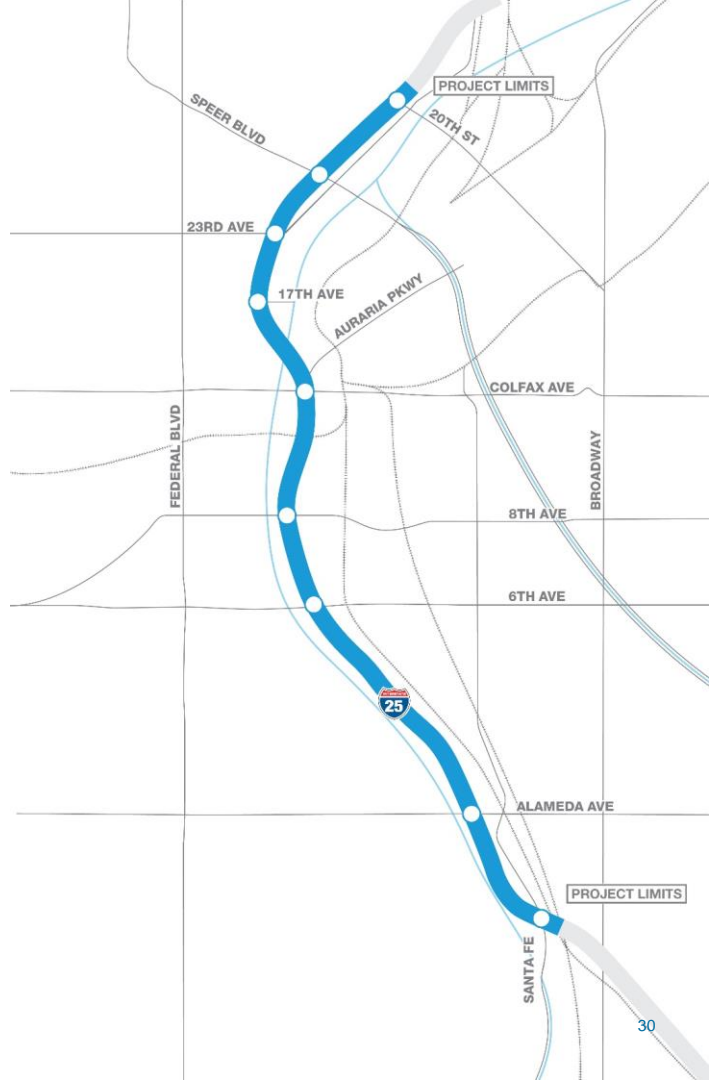 PROJECT LIMITS
SPEER BLVD
20TH ST
23RD AVE
17TH AVE
AURARIA PKWY
COLFAX AVE
FEDERAL BLVD
BROADWAY
8TH AVE
6TH AVE
25
ALAMEDA AVE
PROJECT LIMITS
SANTA FE
30